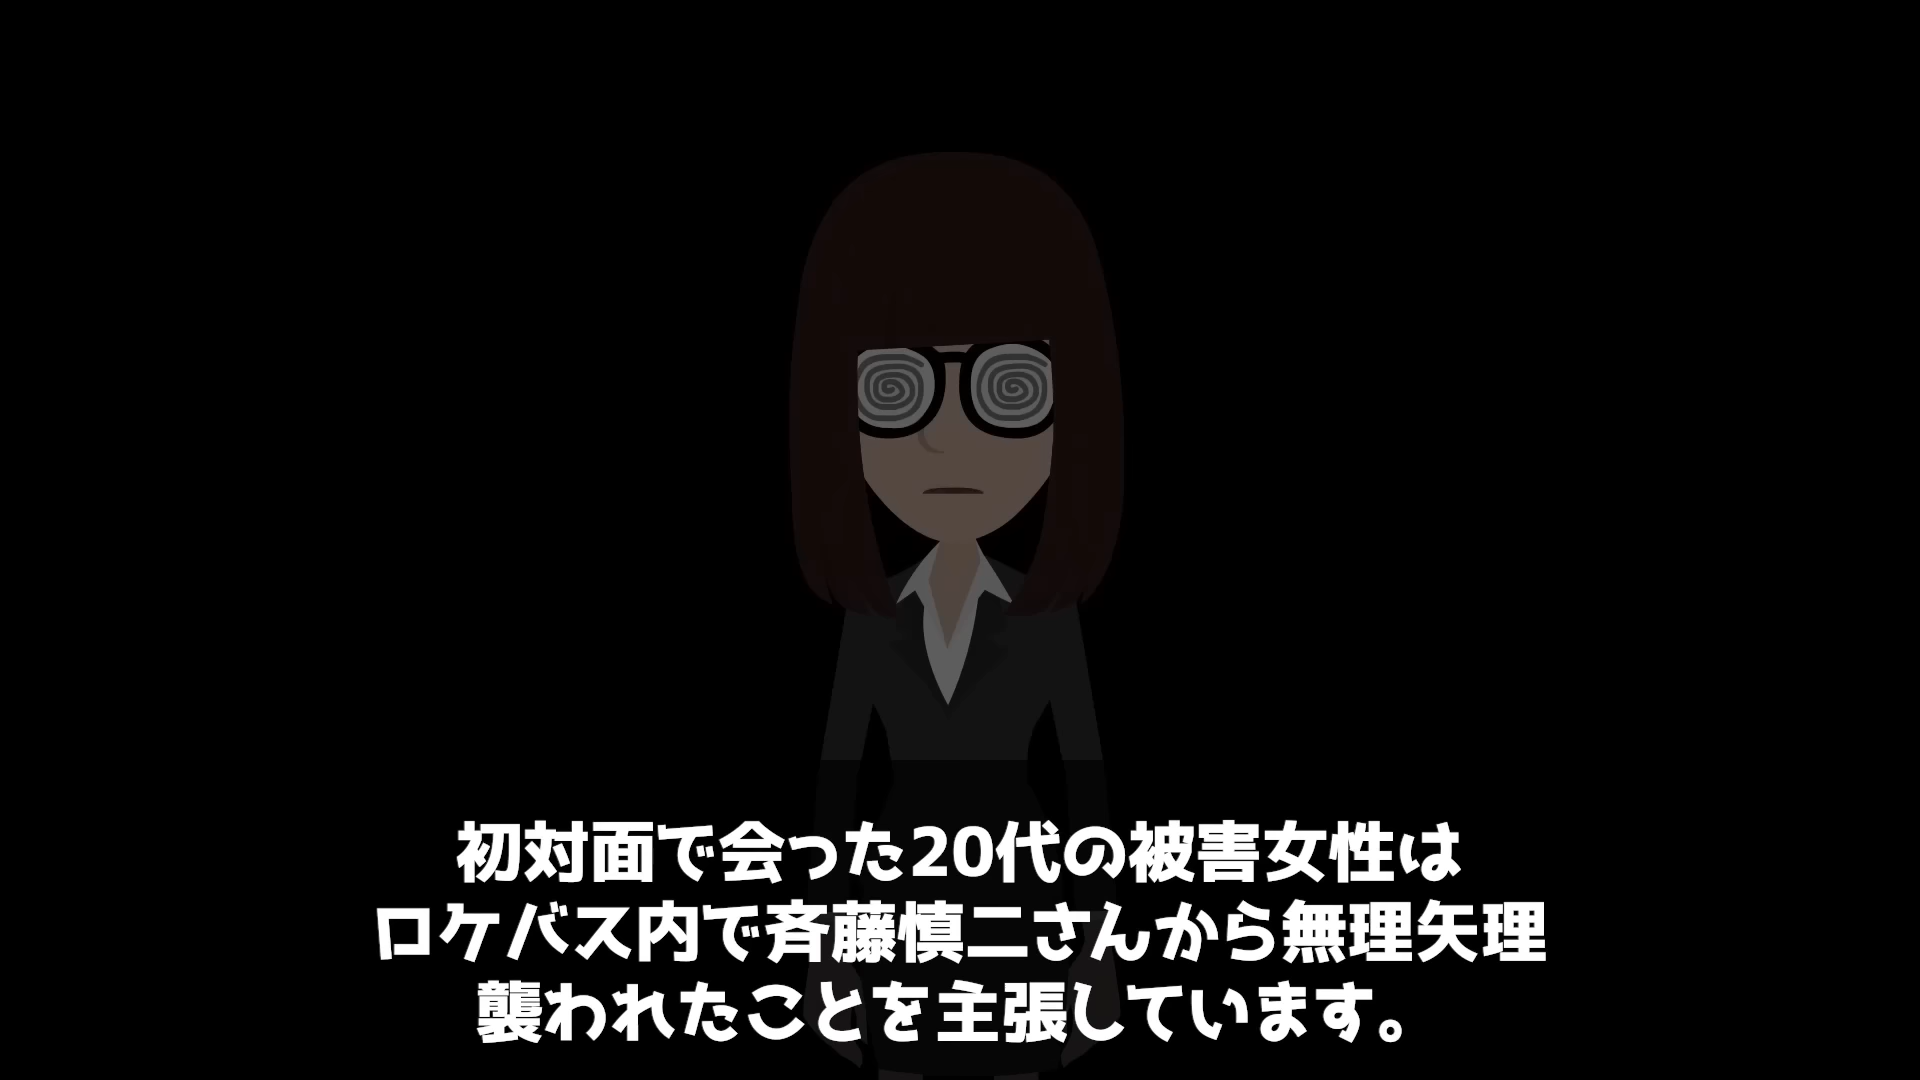 初対面で会った20代の被害女性は
ロケバス内で斉藤慎二さんから無理矢理
襲われたことを主張しています。